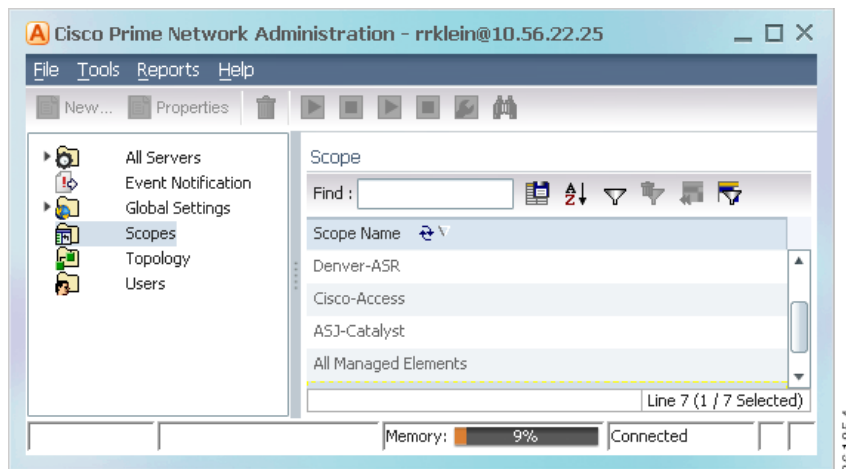 Cisco Prime Network Administration - rrklein@10.56.22.25
File Tools Reports Help
New... Properties
All Servers
Event Notification
Global Settings
Scopes
Topology
Users
Scope
Find :
Scope Name
Denver-ASR
Cisco-Access
ASJ-Catalyst
All Managed Elements
Line 7 (1 / 7 Selected)
Memory: 9% Connected